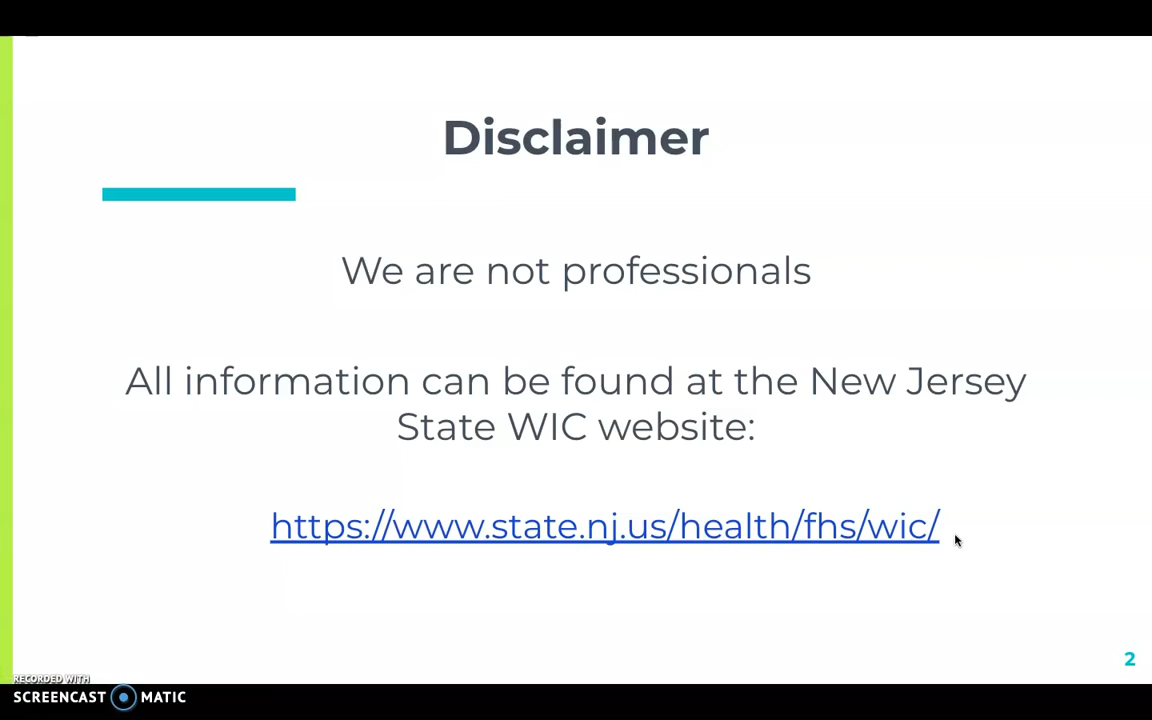 Disclaimer
We are not professionals
All information can be found at the New Jersey
State WIC website:
https://www.state.nj.us/health/fhs/wic/
2
RECORDED WITH
SCREENCAST MATIC